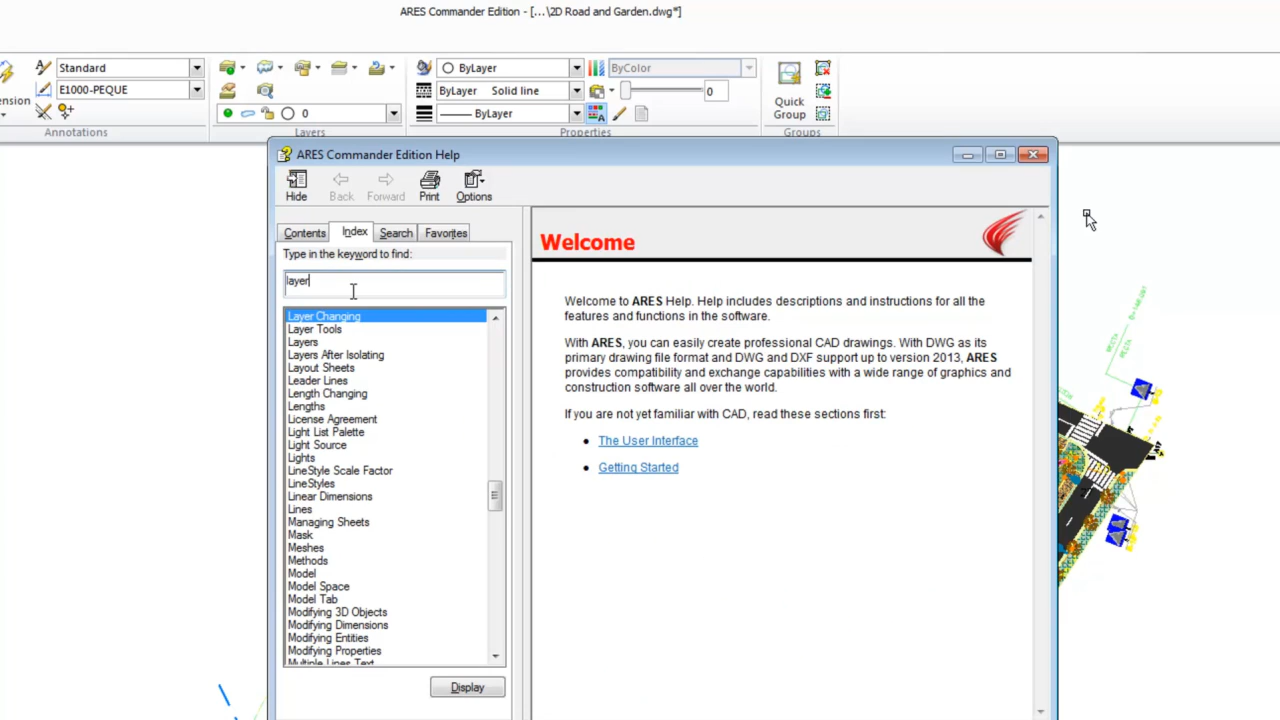 ARES Commander Edition - [...\2D Road and Garden.dwg*]
Standard
ByLayer
ByColor
E1000-PEQUE
ByLayer Solid line
0
ension
Quick
Group
0
ByLayer
Annotations
Layers
Properties
Groups
ARES Commander Edition Help
Hide
Back
Forward
Print
Options
Contents
Index
Search
Favorites
Type in the keyword to find:
layer
Layer Changing
Layer Tools
Layers
Layers After Isolating
Layout Sheets
Leader Lines
Length Changing
Lengths
License Agreement
Light List Palette
Light Source
Lights
LineStyle Scale Factor
LineStyles
Linear Dimensions
Lines
Managing Sheets
Mask
Meshes
Methods
Model
Model Space
Model Tab
Modifying 3D Objects
Modifying Dimensions
Modifying Entities
Modifying Properties
Multiple Lines Text
Display
Welcome
Welcome to ARES Help. Help includes descriptions and instructions for all the
features and functions in the software.
With ARES, you can easily create professional CAD drawings. With DWG as its
primary drawing file format and DWG and DXF support up to version 2013, ARES
provides compatibility and exchange capabilities with a wide range of graphics and
construction software all over the world.
If you are not yet familiar with CAD, read these sections first:
• The User Interface
• Getting Started